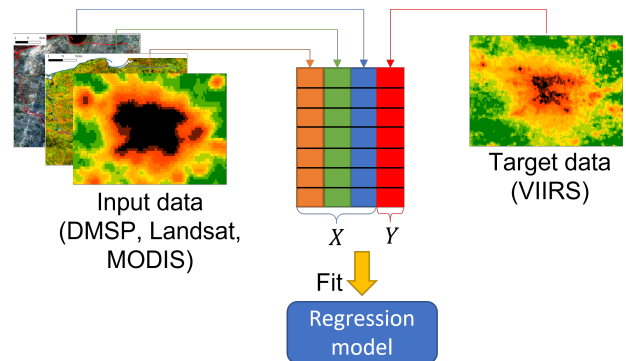 Input data
(DMSP, Landsat,
MODIS)
X
Y
Target data
(VIIRS)
Fit
Regression
model